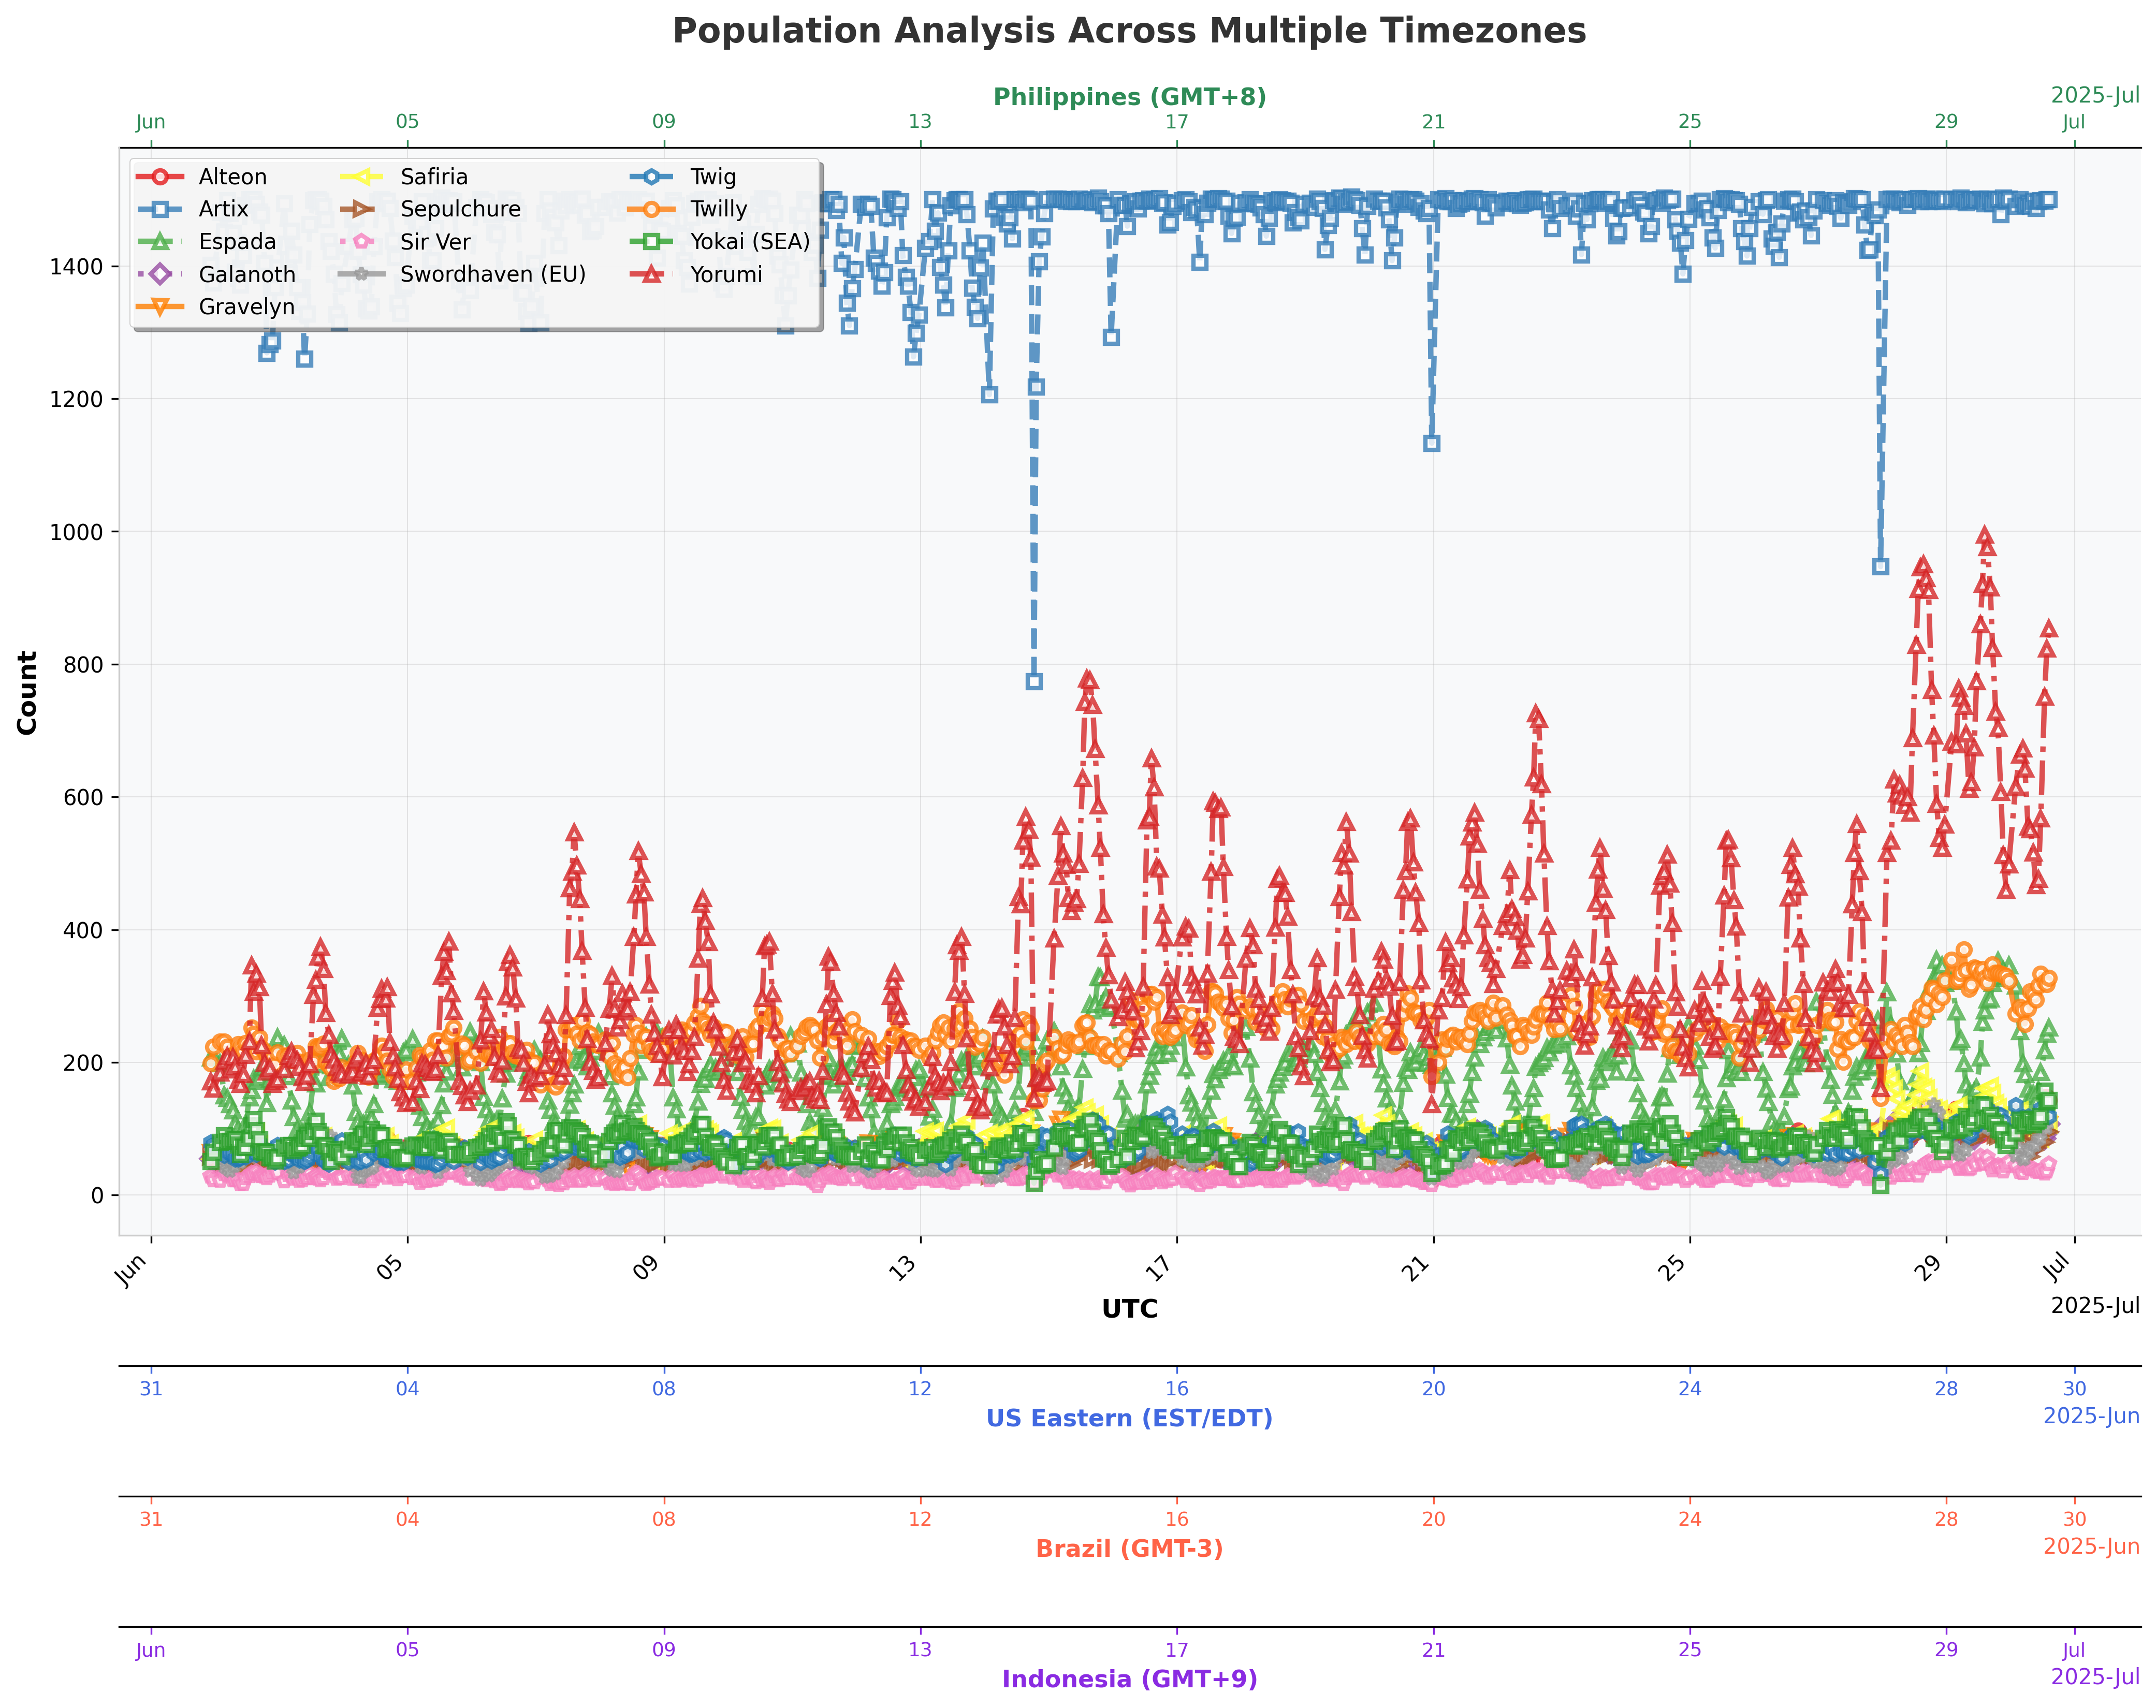 Population Analysis Across Multiple Timezones
Philippines (GMT+8)
2025-Jul
Jun 05 09 13 17 21 25 29 Jul
Alteon Safiria Twig
Artix Sepulchure Twilly
Espada Sir Ver Yokai (SEA)
Galanoth Swordhaven (EU) Yorumi
Gravelyn
1400
1200
1000
800
600
400
200
0
Count
Jun 05 09 13 17 21 25 29 Jul
UTC
2025-Jul
31 04 08 12 16 20 24 28 30
US Eastern (EST/EDT)
2025-Jun
31 04 08 12 16 20 24 28 30
Brazil (GMT-3)
2025-Jun
Jun 05 09 13 17 21 25 29 Jul
Indonesia (GMT+9)
2025-Jul